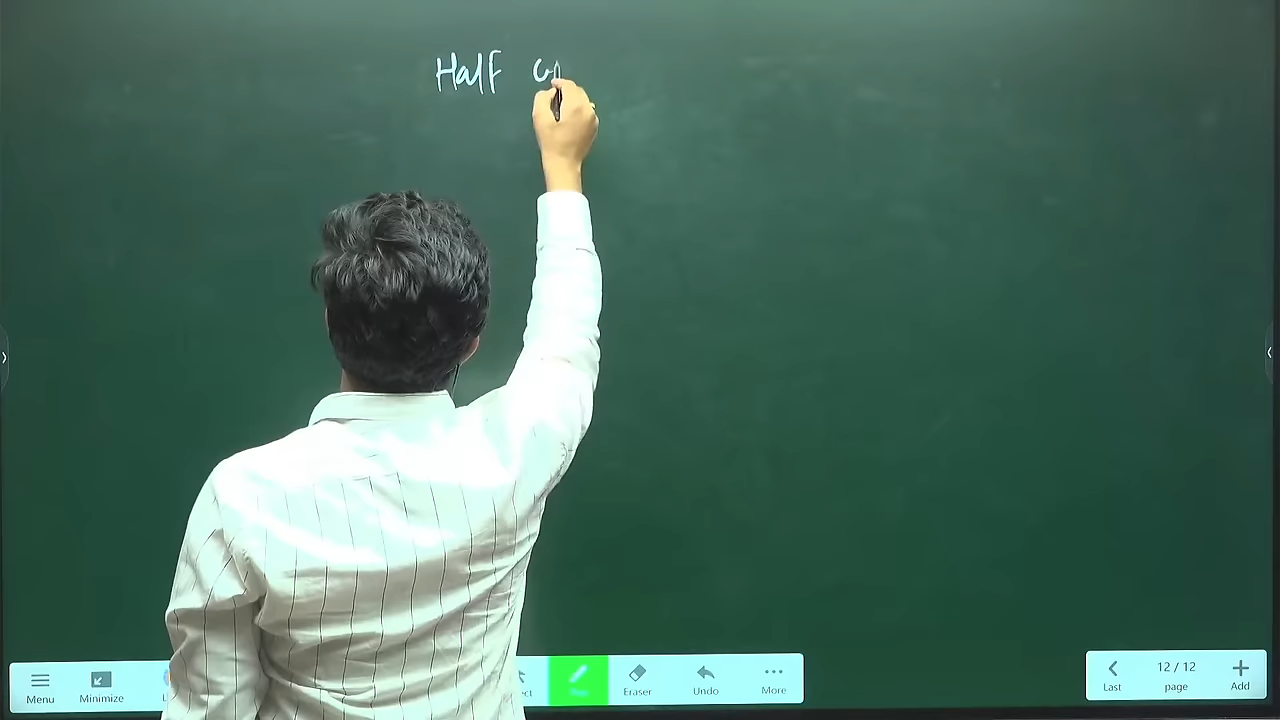 Half
Menu
Minimize
Eraser
Undo
More
Last
12 / 12
page
Add